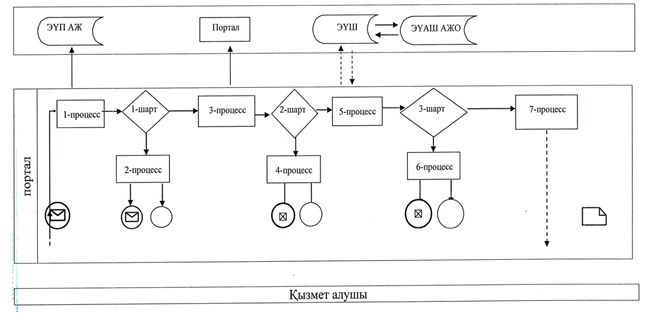 ЭҮП АЖ
Портал
ЭҮШ
ЭҮАШ АЖО
портал
1-процесс
1-шарт
3-процесс
2-шарт
5-процесс
3-шарт
7-процесс
2-процесс
4-процесс
6-процесс
Қызмет алушы